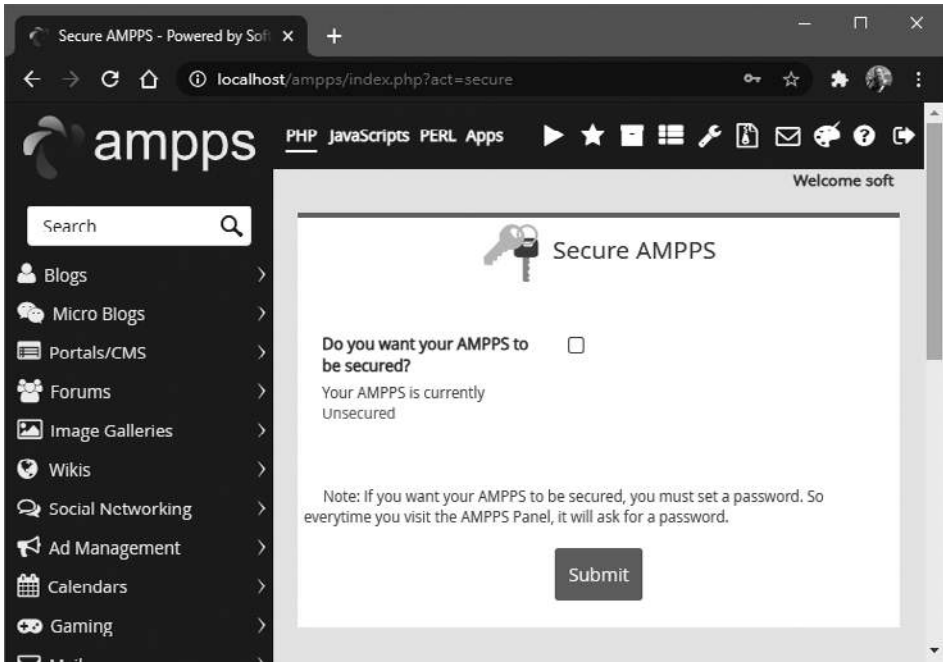 Secure AMPPS - Powered by Soft
localhost/ampps/index.php?act=secure
ampps
PHP JavaScripts PERL Apps
Welcome soft
Search
Blogs
Micro Blogs
Portals/CMS
Forums
Image Galleries
Wikis
Social Networking
Ad Management
Calendars
Gaming
Secure AMPPS
Do you want your AMPPS to
be secured?
Your AMPPS is currently
Unsecured
Note: If you want your AMPPS to be secured, you must set a password. So
everytime you visit the AMPPS Panel, it will ask for a password.
Submit